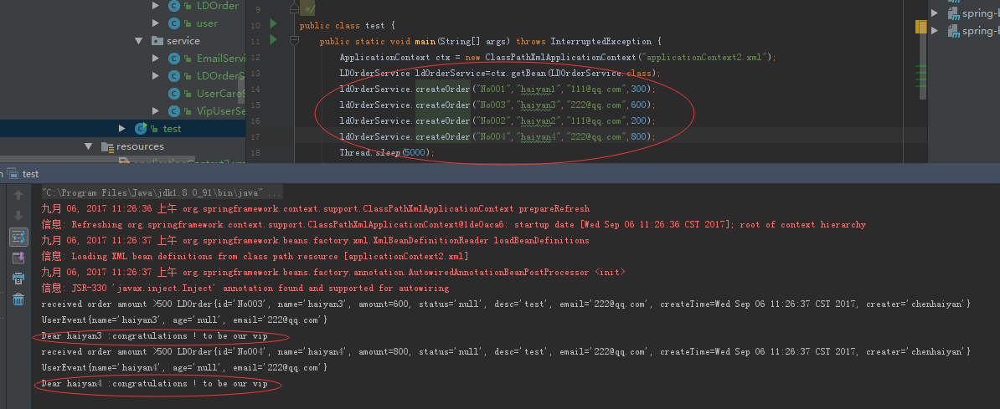 LDOrder
user
service
EmailServi
LDOrderS
UserCareS
VipUserSe
test
resources
applicationContext2.xm
9 */
10 public class test {
11 public static void main(String[] args) throws InterruptedException {
12 ApplicationContext ctx = new ClassPathXmlApplicationContext("applicationContext2.xml");
13 LDOrderService ldOrderService=ctx.getBean(LDOrderService.class);
14 ldOrderService.createOrder("No001","haiyan1","111@qq.com",300);
15 ldOrderService.createOrder("No003","haiyan3","222@qq.com",600);
16 ldOrderService.createOrder("No002","haiyan2","111@qq.com",200);
17 ldOrderService.createOrder("No004","haiyan4","222@qq.com",800);
18 Thread.sleep(5000);
spring-b
spring-b
n test
"C:\Program Files\Java\jdk1.8.0_91\bin\java" ...
九月 06, 2017 11:26:36 上午 org.springframework.context.support.ClassPathXmlApplicationContext prepareRefresh
信息: Refreshing org.springframework.context.support.ClassPathXmlApplicationContext@1de0aca6: startup date [Wed Sep 06 11:26:36 CST 2017]; root of context hierarchy
九月 06, 2017 11:26:37 上午 org.springframework.beans.factory.xml.XmlBeanDefinitionReader loadBeanDefinitions
信息: Loading XML bean definitions from class path resource [applicationContext2.xml]
九月 06, 2017 11:26:37 上午 org.springframework.beans.factory.annotation.AutowiredAnnotationBeanPostProcessor <init>
信息: JSR-330 'javax.inject.Inject' annotation found and supported for autowiring
received order amount >500 LDOrder{id='No003', name='haiyan3', amount=600, status='null', desc='test', email='222@qq.com', createTime=Wed Sep 06 11:26:37 CST 2017, creater='chenhaiyan'}
UserEvent{name='haiyan3', age='null', email='222@qq.com'}
Dear haiyan3 :congratulations ! to be our vip
received order amount >500 LDOrder{id='No004', name='haiyan4', amount=800, status='null', desc='test', email='222@qq.com', createTime=Wed Sep 06 11:26:37 CST 2017, creater='chenhaiyan'}
UserEvent{name='haiyan4', age='null', email='222@qq.com'}
Dear haiyan4 :congratulations ! to be our vip